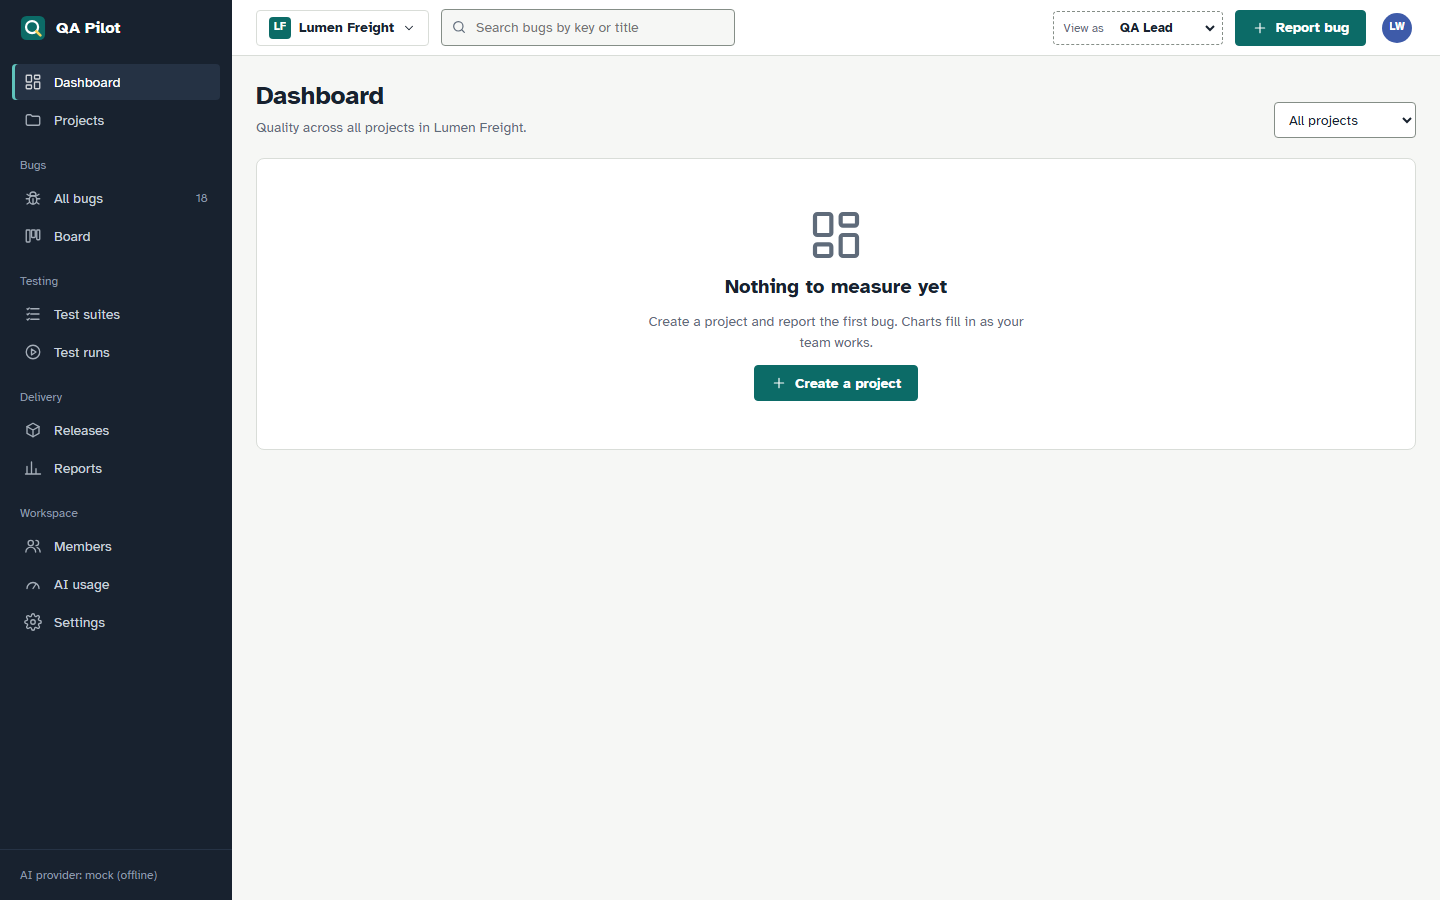 QA Pilot
Dashboard
Projects
Bugs
All bugs 18
Board
Testing
Test suites
Test runs
Delivery
Releases
Reports
Workspace
Members
AI usage
Settings
AI provider: mock (offline)
LF Lumen Freight
Search bugs by key or title
View as QA Lead
Report bug
LW
Dashboard
Quality across all projects in Lumen Freight.
All projects
Nothing to measure yet
Create a project and report the first bug. Charts fill in as your
team works.
Create a project